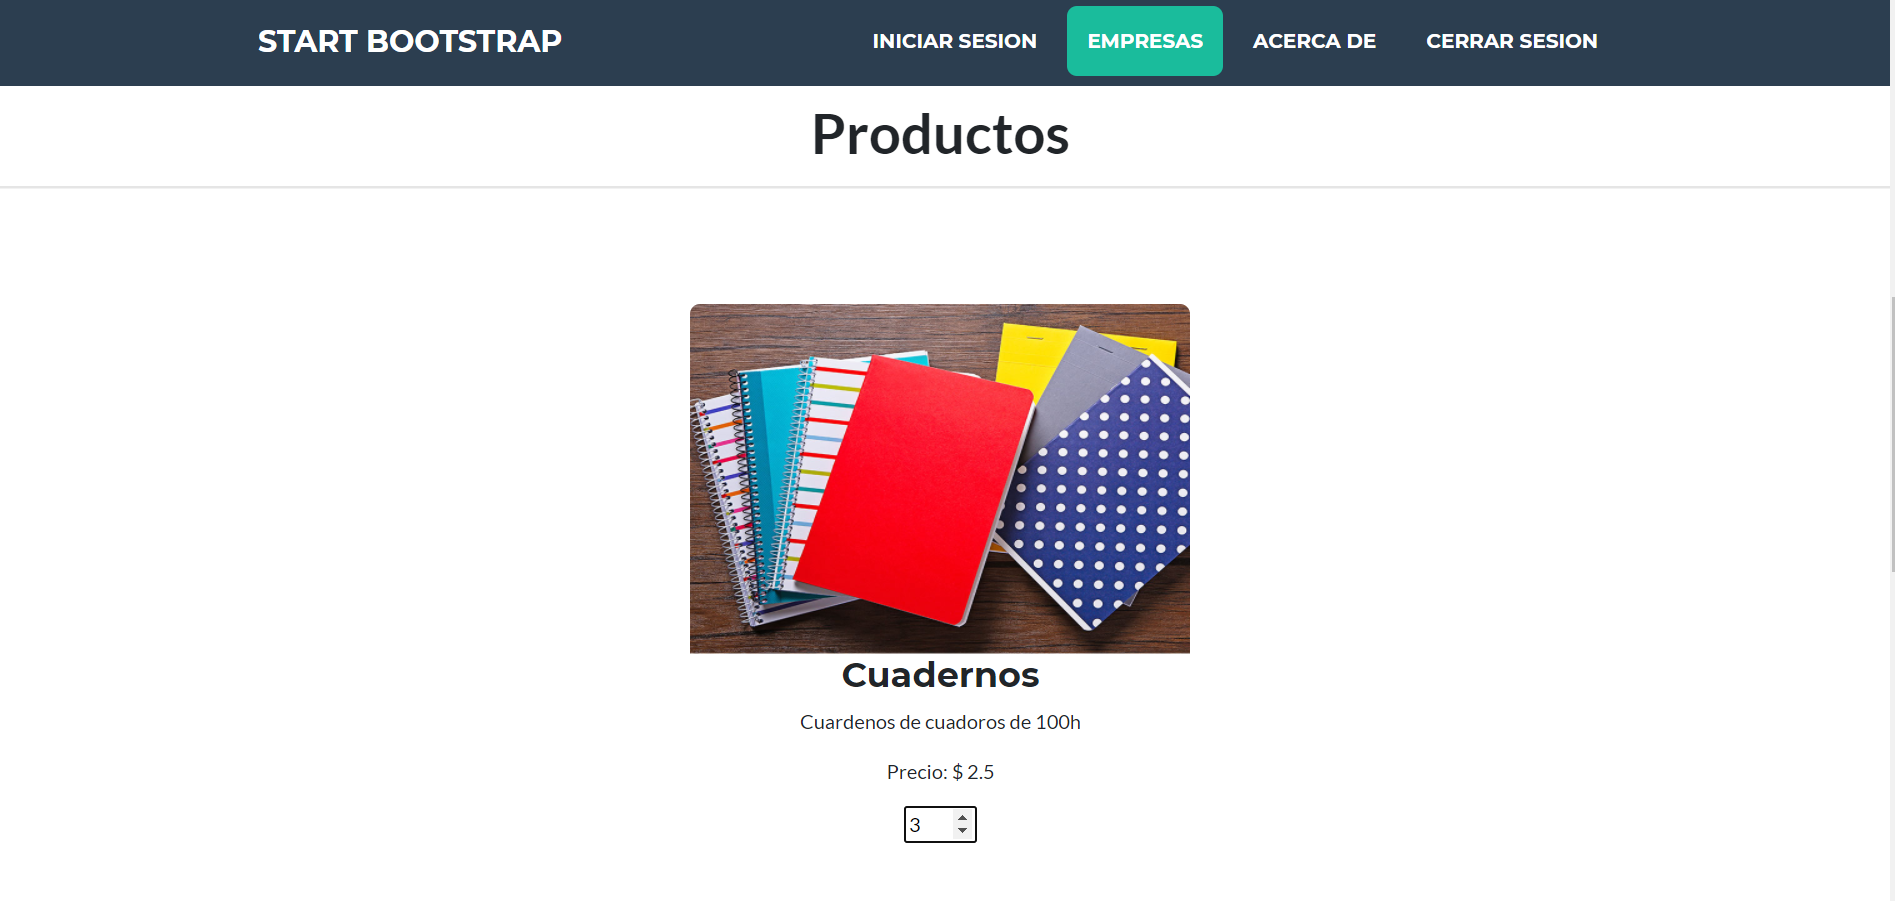 START BOOTSTRAP
INICIAR SESION
EMPRESAS
ACERCA DE
CERRAR SESION
Productos
Cuadernos
Cuardenos de cuadoros de 100h
Precio: $ 2.5
3